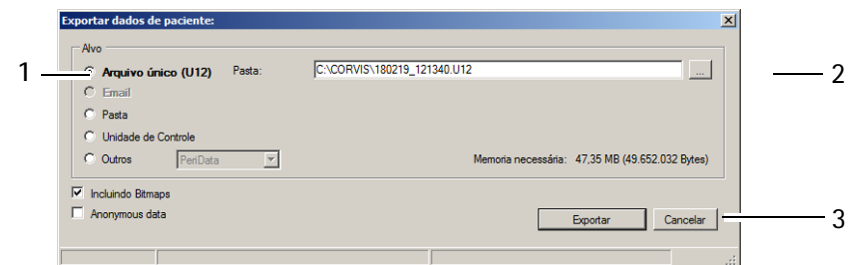 Exportar dados de paciente:
Alvo
1 Arquivo único (U12) Pasta: C:\CORVIS\180219_121340.U12 ... 2
Email
Pasta
Unidade de Controle
Outros PeriData Memoria necessária: 47,35 MB (49.652.032 Bytes)
Incluindo Bitmaps
Anonymous data
Exportar Cancelar 3